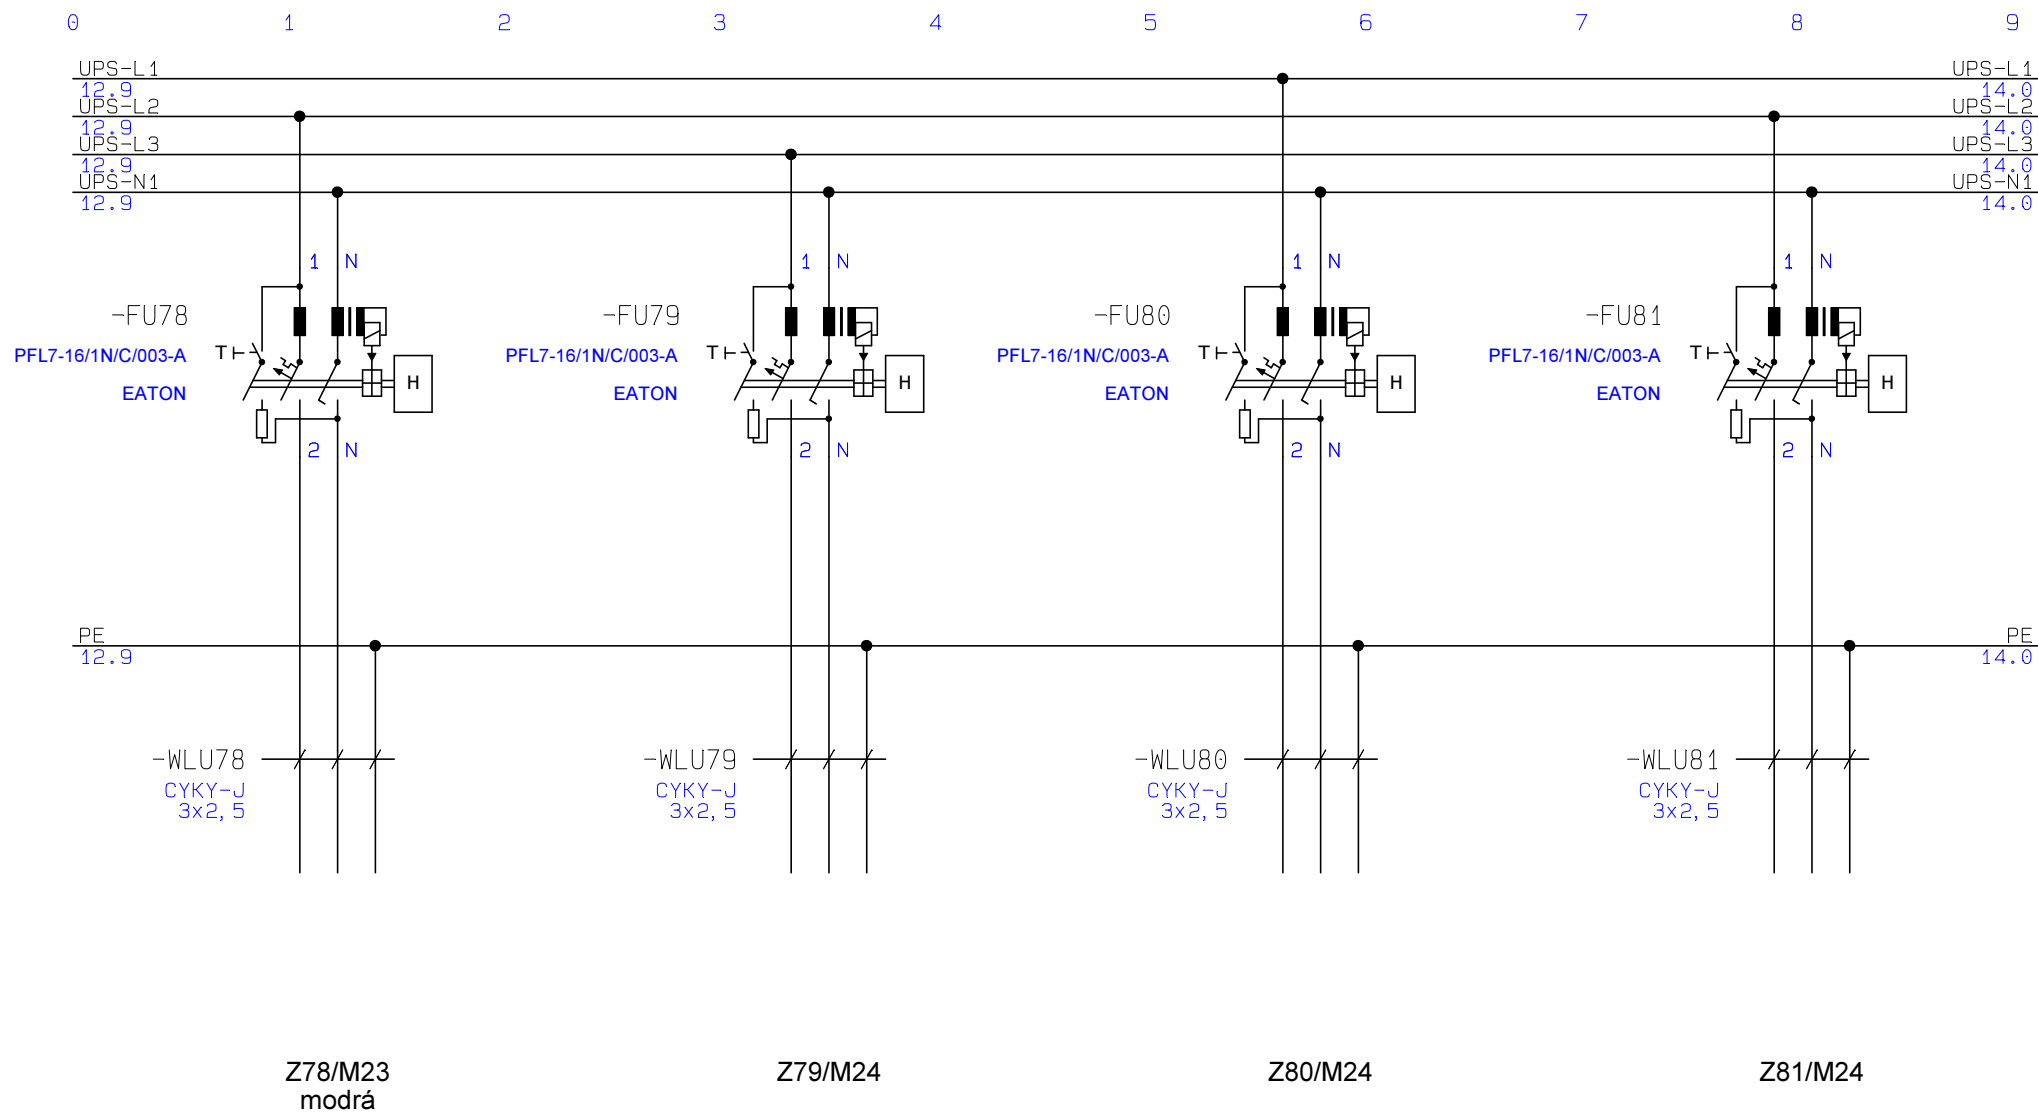 0 1 2 3 4 5 6 7 8 9
UPS-L1 UPS-L1
12.9 14.0
UPS-L2 UPS-L2
12.9 14.0
UPS-L3 UPS-L3
12.9 14.0
UPS-N1 UPS-N1
12.9 14.0
1 N 1 N 1 N 1 N
-FU78 -FU79 -FU80 -FU81
PFL7-16/1N/C/003-A T H PFL7-16/1N/C/003-A T H PFL7-16/1N/C/003-A T H PFL7-16/1N/C/003-A T H
EATON EATON EATON EATON
2 N 2 N 2 N 2 N
PE PE
12.9 14.0
-WLU78 -WLU79 -WLU80 -WLU81
CYKY-J CYKY-J CYKY-J CYKY-J
3x2,5 3x2,5 3x2,5 3x2,5
Z78/M23 Z79/M24 Z80/M24 Z81/M24
modrá